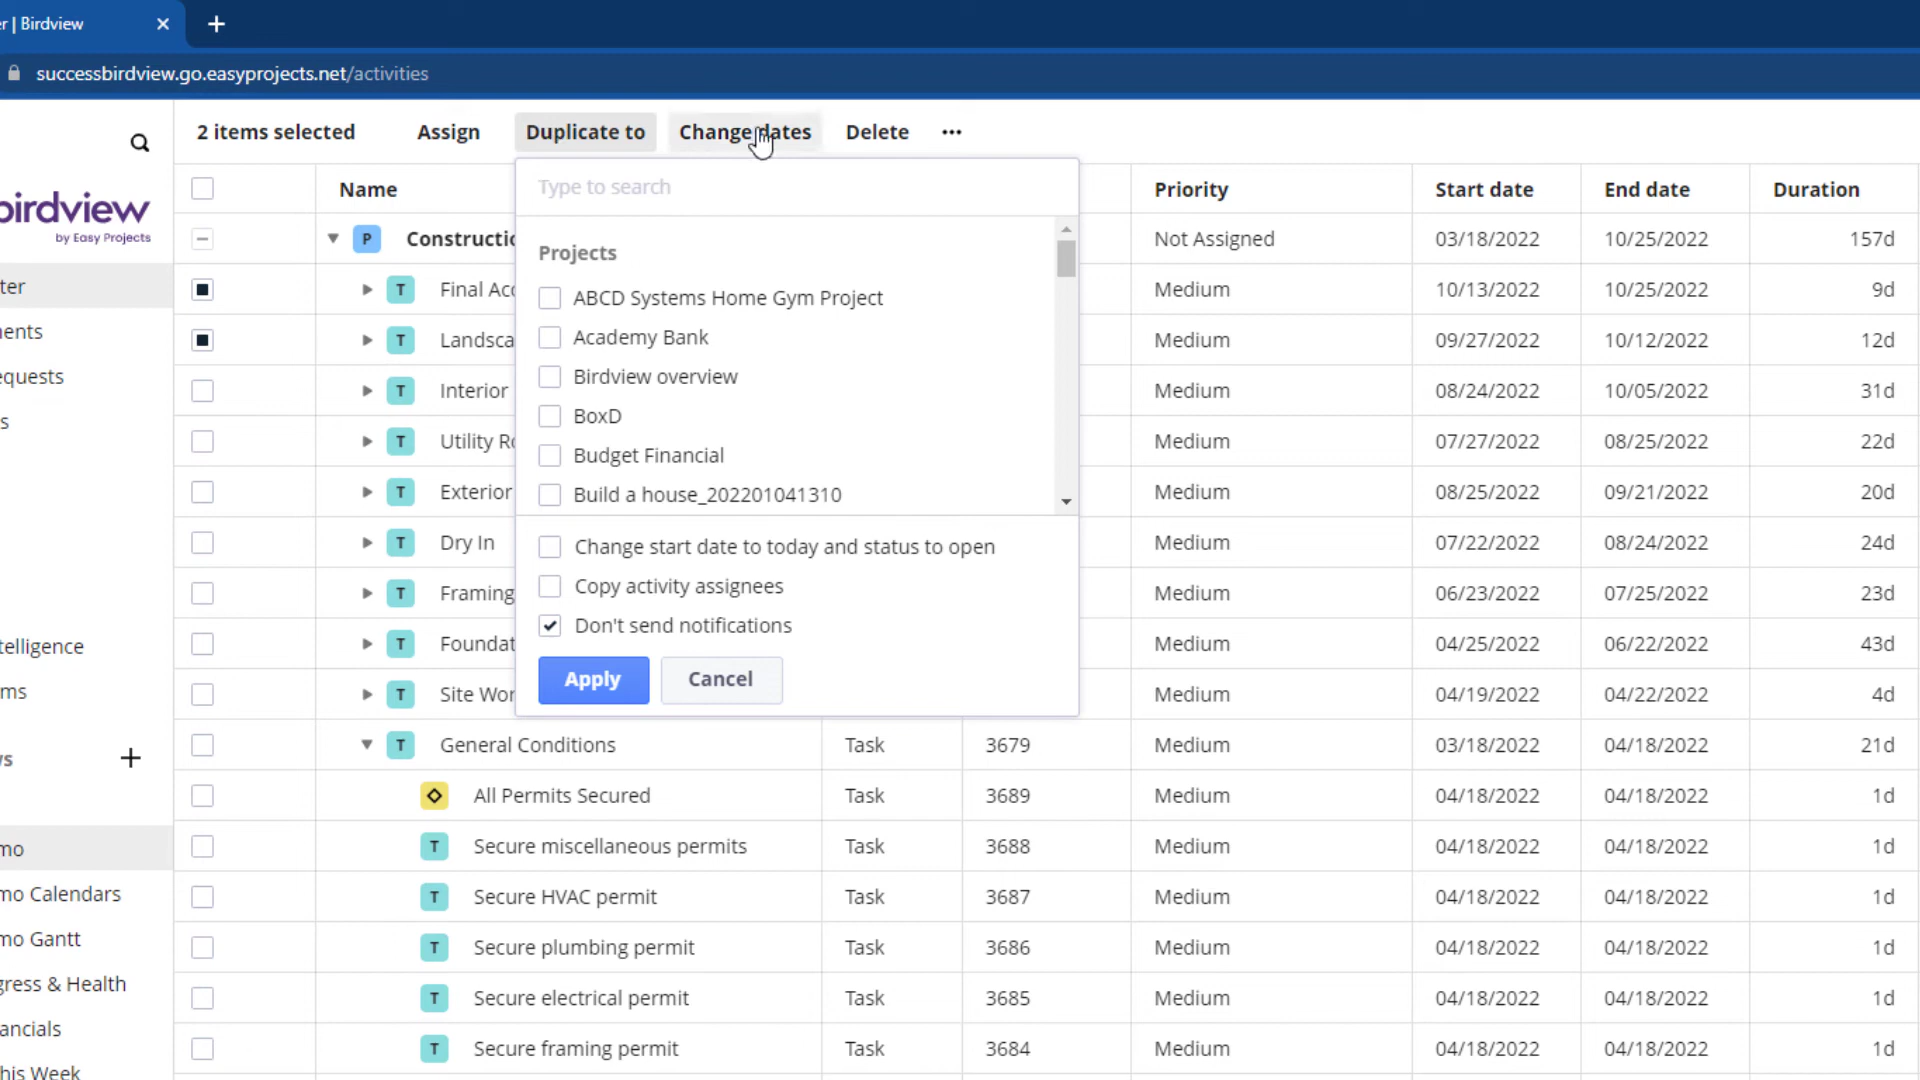 er | Birdview
successbirdview.go.easyprojects.net/activities
2 items selected Assign Duplicate to Change dates Delete ...
birdview
by Easy Projects
ter
nents
equests
s
telligence
ms
s
mo
mo Calendars
mo Gantt
gress & Health
ancials
his Week
Name Priority Start date End date Duration
Type to search
Projects
ABCD Systems Home Gym Project
Academy Bank
Birdview overview
BoxD
Budget Financial
Build a house_202201041310
Change start date to today and status to open
Copy activity assignees
Don't send notifications
Apply Cancel
P Constructio Not Assigned 03/18/2022 10/25/2022 157d
T Final Acc Medium 10/13/2022 10/25/2022 9d
T Landsca Medium 09/27/2022 10/12/2022 12d
T Interior Medium 08/24/2022 10/05/2022 31d
T Utility Ro Medium 07/27/2022 08/25/2022 22d
T Exterior Medium 08/25/2022 09/21/2022 20d
T Dry In Medium 07/22/2022 08/24/2022 24d
T Framing Medium 06/23/2022 07/25/2022 23d
T Foundat Medium 04/25/2022 06/22/2022 43d
T Site Wor Medium 04/19/2022 04/22/2022 4d
T General Conditions Task 3679 Medium 03/18/2022 04/18/2022 21d
All Permits Secured Task 3689 Medium 04/18/2022 04/18/2022 1d
T Secure miscellaneous permits Task 3688 Medium 04/18/2022 04/18/2022 1d
T Secure HVAC permit Task 3687 Medium 04/18/2022 04/18/2022 1d
T Secure plumbing permit Task 3686 Medium 04/18/2022 04/18/2022 1d
T Secure electrical permit Task 3685 Medium 04/18/2022 04/18/2022 1d
T Secure framing permit Task 3684 Medium 04/18/2022 04/18/2022 1d